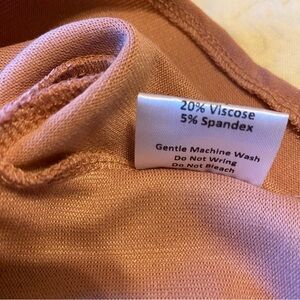 20% Viscose
5% Spandex
Gentle Machine Wash
Do Not Wring
Do Not Bleach